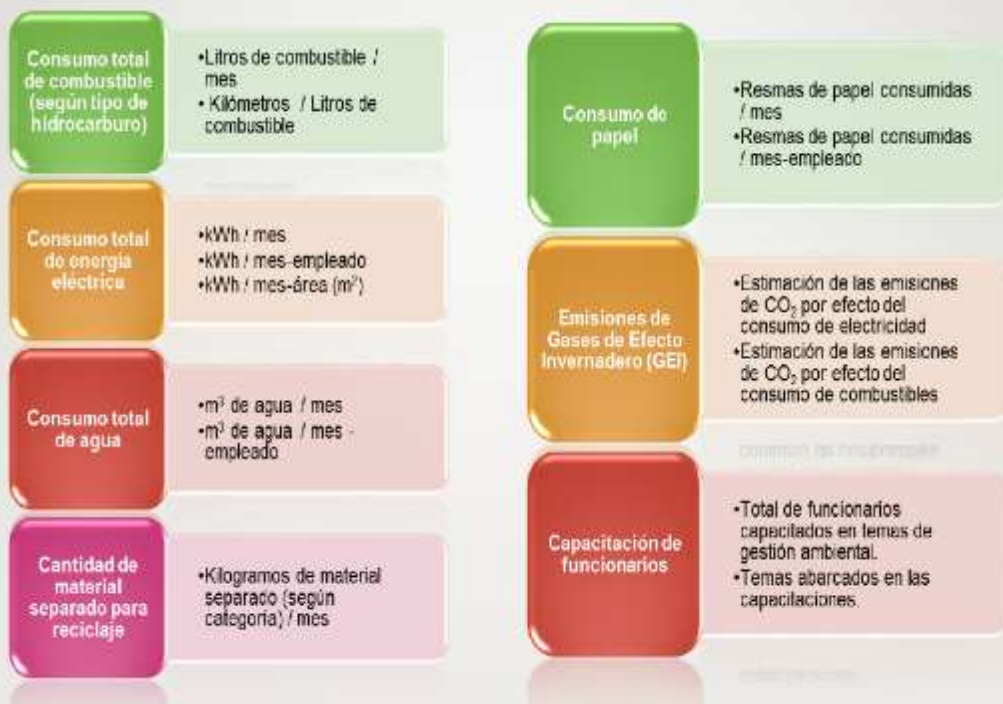 Consumo total
de combustible
(según tipo de
hidrocarburo)
•Litros de combustible /
mes
• Kilómetros / Litros de
combustible
Consumo total
de energía
eléctrica
•kWh / mes
•kWh / mes-empleado
•kWh / mes-área (m²)
Consumo total
de agua
•m³ de agua / mes
•m³ de agua / mes -
empleado
Cantidad de
material
separado para
reciclaje
•Kilogramos de material
separado (según
categoría) / mes
Consumo de
papel
•Resmas de papel consumidas
/ mes
•Resmas de papel consumidas
/ mes-empleado
Emisiones de
Gases de Efecto
Invernadero (GEI)
•Estimación de las emisiones
de CO₂ por efecto del
consumo de electricidad
•Estimación de las emisiones
de CO₂ por efecto del
consumo de combustibles
Capacitación de
funcionarios
•Total de funcionarios
capacitados en temas de
gestión ambiental.
•Temas abarcados en las
capacitaciones.